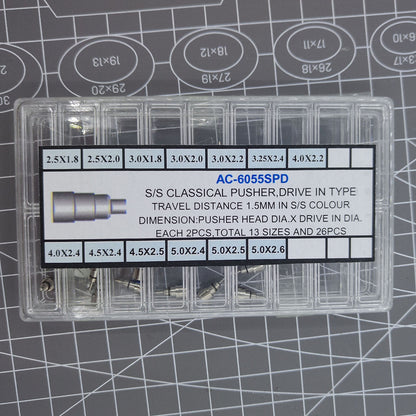 19×13
29×20
18×12
27×19
17×11
26×18
30
2.5X1.8 2.5X2.0 3.0X1.8 3.0X2.0 3.0X2.2 3.25X2.4 4.0X2.2
AC-6055SPD
S/S CLASSICAL PUSHER,DRIVE IN TYPE
TRAVEL DISTANCE 1.5MM IN S/S COLOUR
DIMENSION:PUSHER HEAD DIA.X DRIVE IN DIA.
EACH 2PCS,TOTAL 13 SIZES AND 26PCS
4.0X2.4 4.5X2.4 4.5X2.5 5.0X2.4 5.0X2.5 5.0X2.6